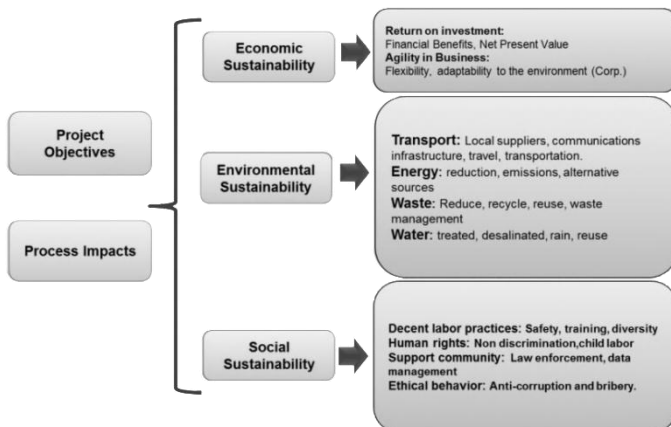 Project
Objectives
Process Impacts
Economic
Sustainability
Return on investment:
Financial Benefits, Net Present Value
Agility in Business:
Flexibility, adaptability to the environment (Corp.)
Environmental
Sustainability
Transport: Local suppliers, communications
infrastructure, travel, transportation.
Energy: reduction, emissions, alternative
sources
Waste: Reduce, recycle, reuse, waste
management
Water: treated, desalinated, rain, reuse
Social
Sustainability
Decent labor practices: Safety, training, diversity
Human rights: Non discrimination,child labor
Support community: Law enforcement, data
management
Ethical behavior: Anti-corruption and bribery.